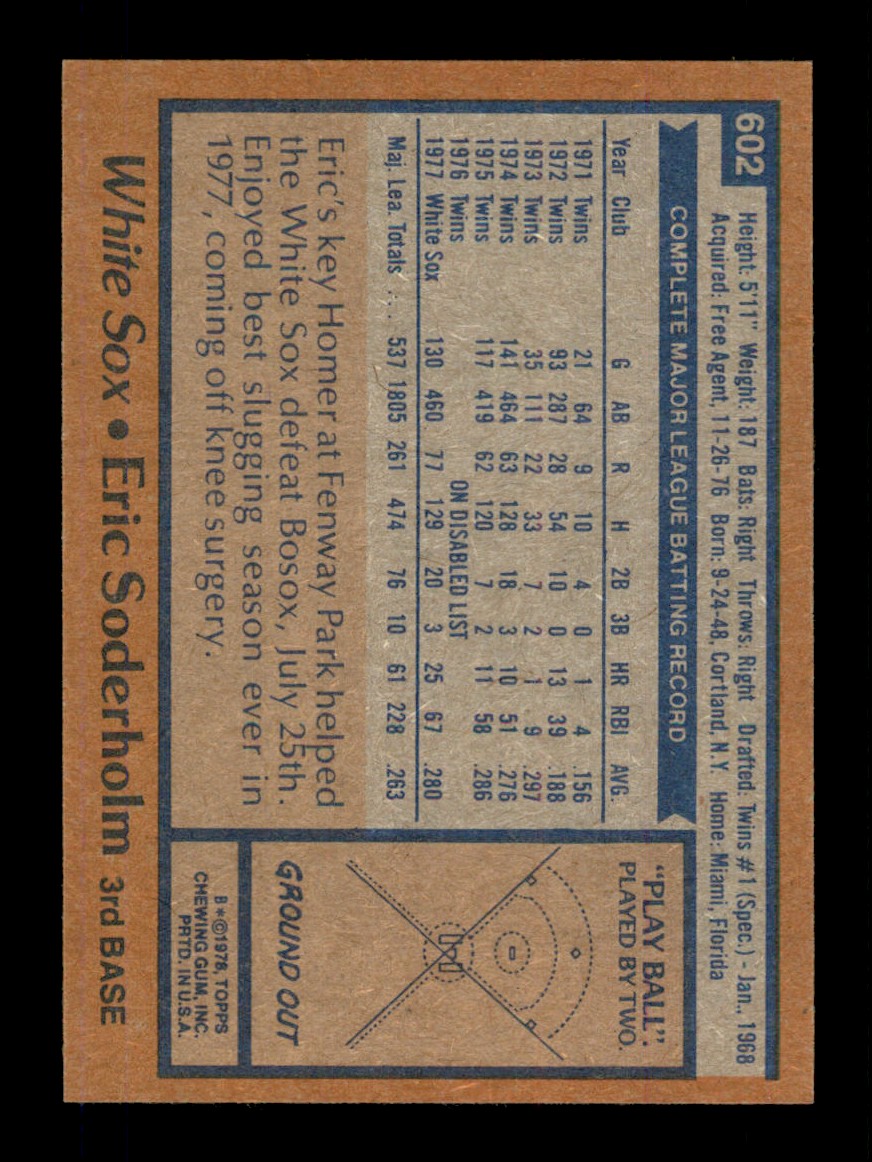 602
Height: 5'11" Weight: 187 Bats: Right Throws: Right Drafted: Twins #1 (Spec.) - Jan., 1968
Acquired: Free Agent, 11-26-76 Born: 9-24-48, Cortland, N.Y. Home: Miami, Florida
COMPLETE MAJOR LEAGUE BATTING RECORD
Year Club G AB R H 2B 3B HR RBI AVG.
1971 Twins 21 64 9 10 4 0 1 4 .156
1972 Twins 93 287 28 54 10 0 13 39 .188
1973 Twins 35 111 22 33 7 2 1 9 .297
1974 Twins 141 464 63 128 18 3 10 51 .276
1975 Twins 117 419 62 120 7 2 11 58 .286
1976 Twins ON DISABLED LIST
1977 White Sox 130 460 77 129 20 3 25 67 .280
Maj. Lea. Totals ... 537 1805 261 474 76 10 61 228 .263
Eric's key Homer at Fenway Park helped
the White Sox defeat Bosox, July 25th.
Enjoyed best slugging season ever in
1977, coming off knee surgery.
"PLAY BALL":
PLAYED BY TWO.
GROUND OUT
B*©1978, TOPPS
CHEWING GUM, INC.
PRTD. IN U.S.A.
White Sox • Eric Soderholm 3rd BASE